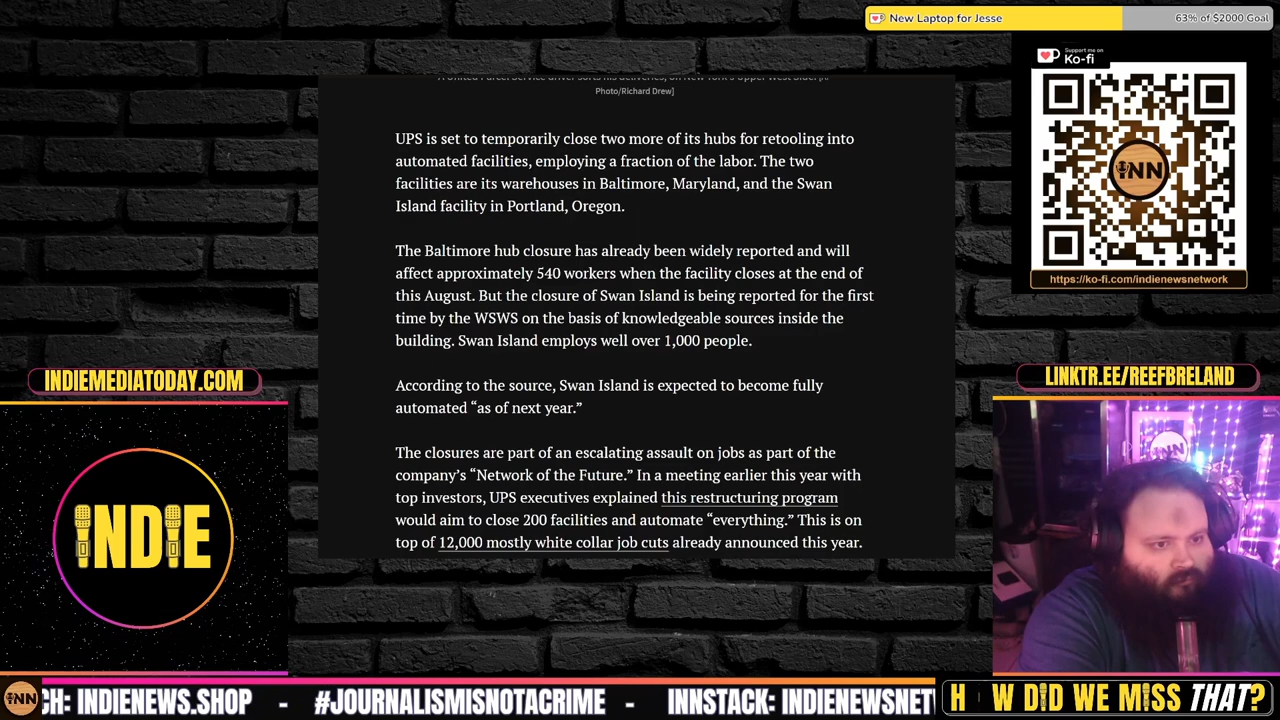 New Laptop for Jesse
63% of $2000 Goal
Support me on
Ko-fi
INN
https://ko-fi.com/indienewsnetwork
Photo/Richard Drew]
UPS is set to temporarily close two more of its hubs for retooling into
automated facilities, employing a fraction of the labor. The two
facilities are its warehouses in Baltimore, Maryland, and the Swan
Island facility in Portland, Oregon.
The Baltimore hub closure has already been widely reported and will
affect approximately 540 workers when the facility closes at the end of
this August. But the closure of Swan Island is being reported for the first
time by the WSWS on the basis of knowledgeable sources inside the
building. Swan Island employs well over 1,000 people.
According to the source, Swan Island is expected to become fully
automated “as of next year.”
The closures are part of an escalating assault on jobs as part of the
company’s “Network of the Future.” In a meeting earlier this year with
top investors, UPS executives explained this restructuring program
would aim to close 200 facilities and automate “everything.” This is on
top of 12,000 mostly white collar job cuts already announced this year.
INDIEMEDIATODAY.COM
INDIE
LINKTR.EE/REEFBRELAND
INN
INN
CH: INDIENEWS.SHOP - #JOURNALISMISNOTACRIME - INNSTACK: INDIENEWSNET
H W DID WE MISS THAT?